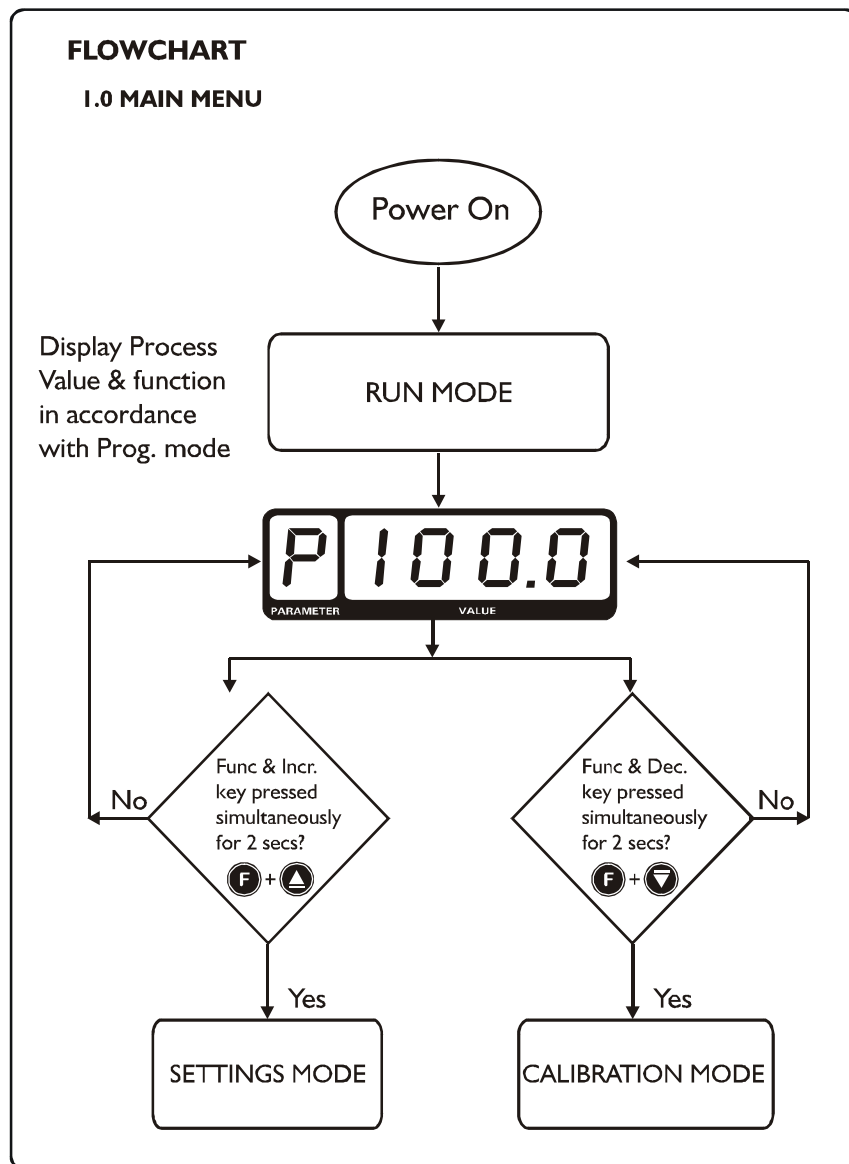 FLOWCHART
1.0 MAIN MENU
Power On
Display Process
Value & function
in accordance
with Prog. mode
RUN MODE
P 100.0
PARAMETER VALUE
Func & Incr.
key pressed
simultaneously
for 2 secs?
F +
No
Yes
SETTINGS MODE
Func & Dec.
key pressed
simultaneously
for 2 secs?
F +
No
Yes
CALIBRATION MODE